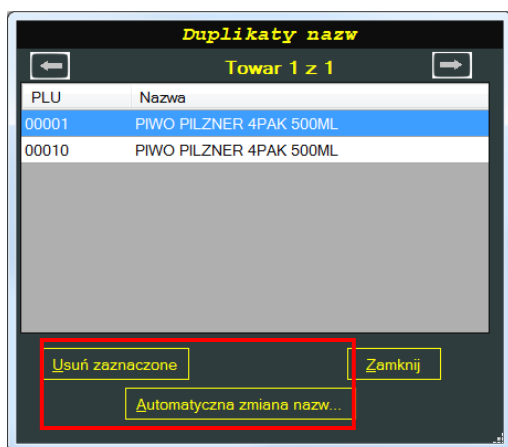 Duplikaty nazw
Towar 1 z 1
PLU Nazwa
00001 PIWO PILZNER 4PAK 500ML
00010 PIWO PILZNER 4PAK 500ML
Usuń zaznaczone Zamknij
Automatyczna zmiana nazw...